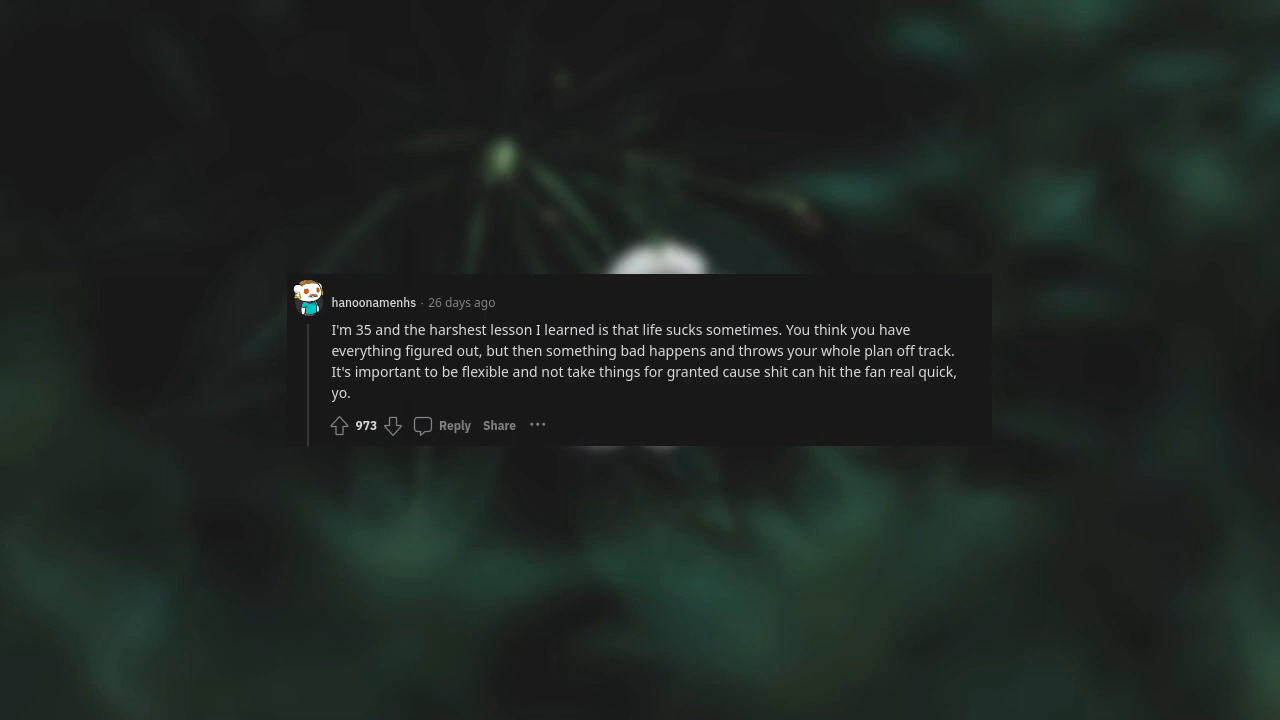 hanoonamenhs · 26 days ago
I'm 35 and the harshest lesson I learned is that life sucks sometimes. You think you have
everything figured out, but then something bad happens and throws your whole plan off track.
It's important to be flexible and not take things for granted cause shit can hit the fan real quick,
yo.
973 Reply Share ···